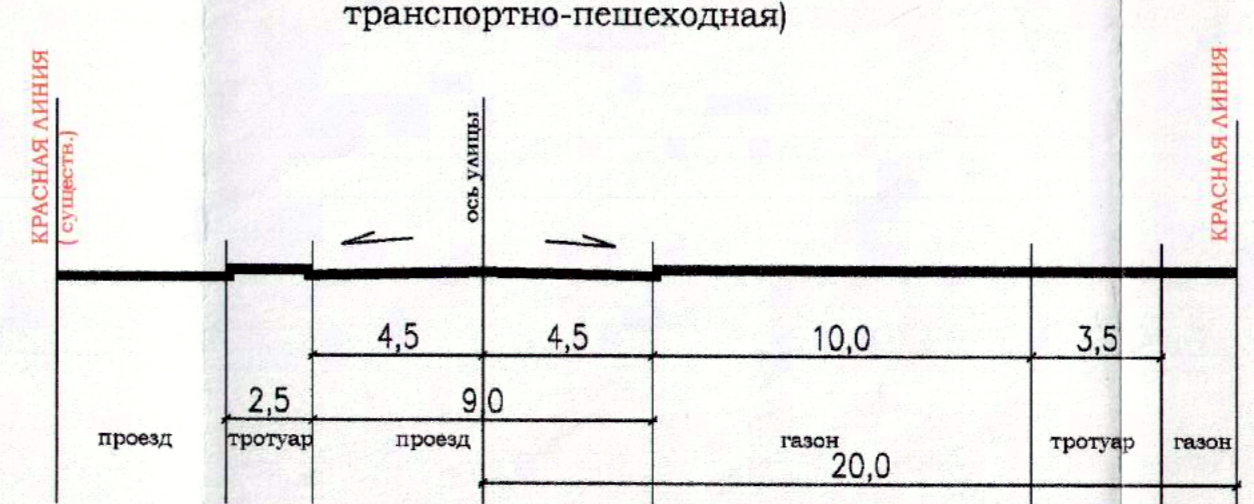 транспортно-пешеходная)
КРАСНАЯ ЛИНИЯ
( существ.)
ось улицы
КРАСНАЯ ЛИНИЯ
4,5
4,5
10,0
3,5
2,5
9,0
проезд
тротуар
проезд
газон
тротуар
газон
20,0